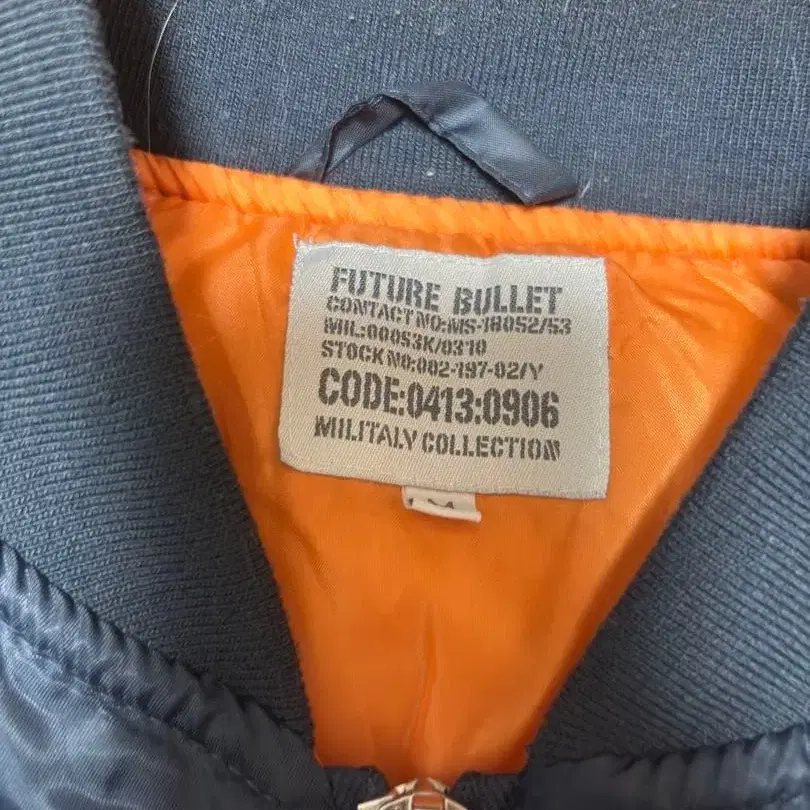 FUTURE BULLET
CONTACT NO:MS-18052/53
MIL:00053K/0310
STOCK NO:002-197-02/Y
CODE:0413:0906
MILITALY COLLECTION
M